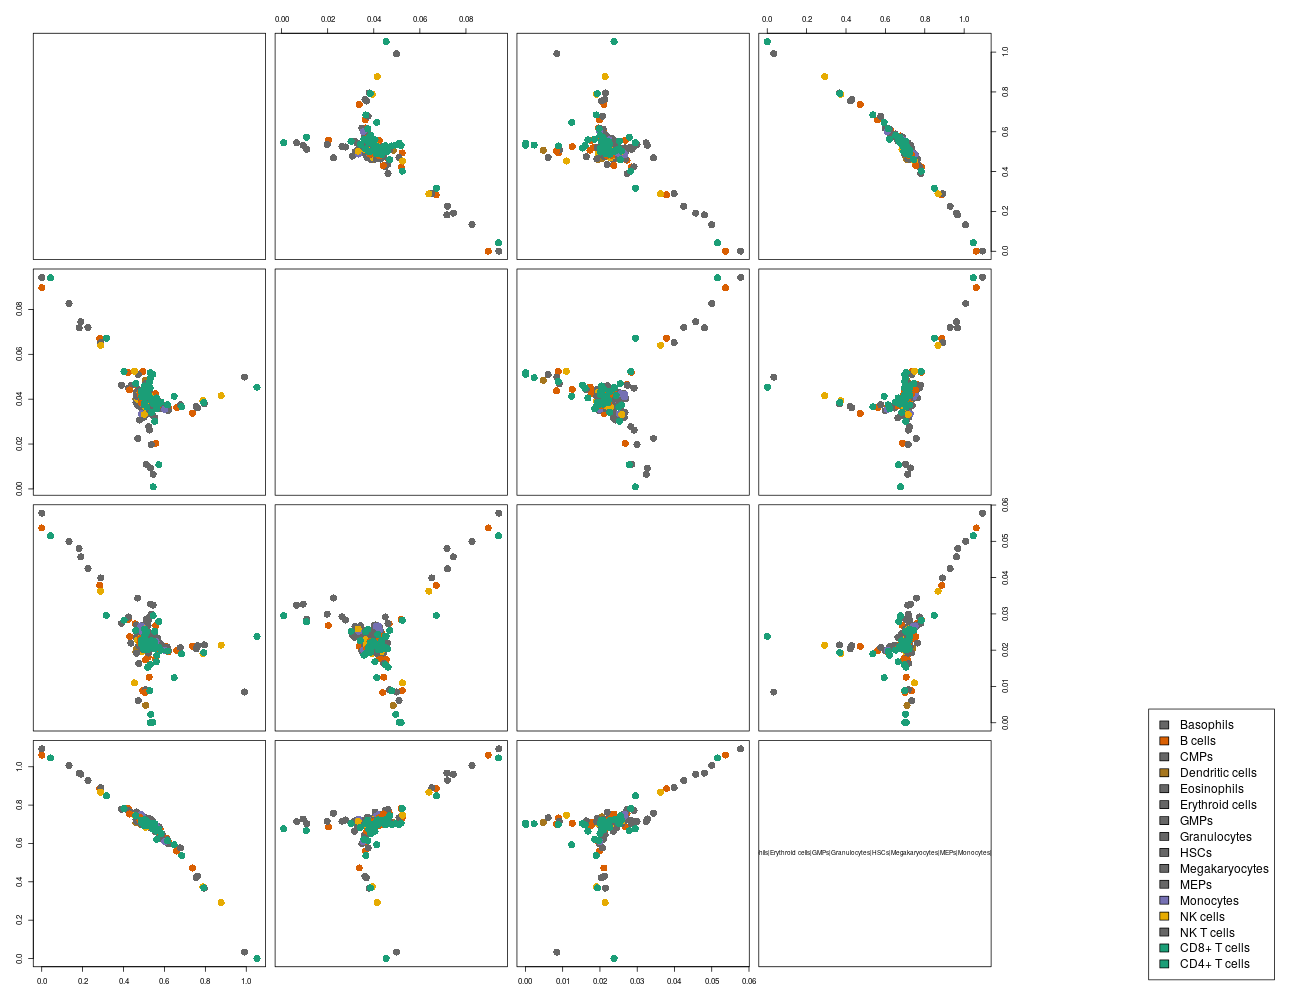 0.00 0.04 0.08
0.0 0.2 0.4 0.6 0.8 1.0
0.0 0.2 0.4 0.6 0.8 1.0
0.00 0.02 0.04 0.06 0.08
0.00 0.01 0.02 0.03 0.04 0.05 0.06
0.0 0.2 0.4 0.6 0.8 1.0
hils|Erythroid cells|GMPs|Granulocytes|HSCs|Megakaryocytes|MEPs|Monocytes|
0.0 0.2 0.4 0.6 0.8 1.0
0.00 0.01 0.02 0.03 0.04 0.05 0.06
Basophils
B cells
CMPs
Dendritic cells
Eosinophils
Erythroid cells
GMPs
Granulocytes
HSCs
Megakaryocytes
MEPs
Monocytes
NK cells
NK T cells
CD8+ T cells
CD4+ T cells